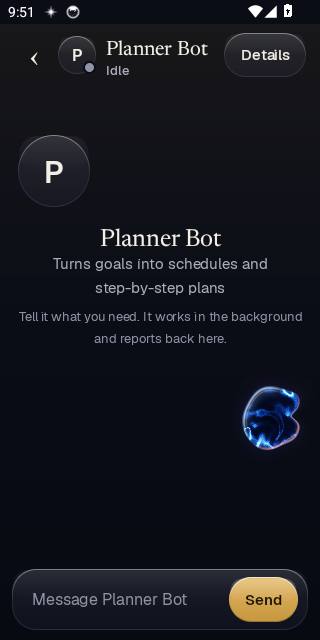 9:51
‹
P
Planner Bot
Idle
Details
P
Planner Bot
Turns goals into schedules and
step-by-step plans
Tell it what you need. It works in the background
and reports back here.
Message Planner Bot
Send